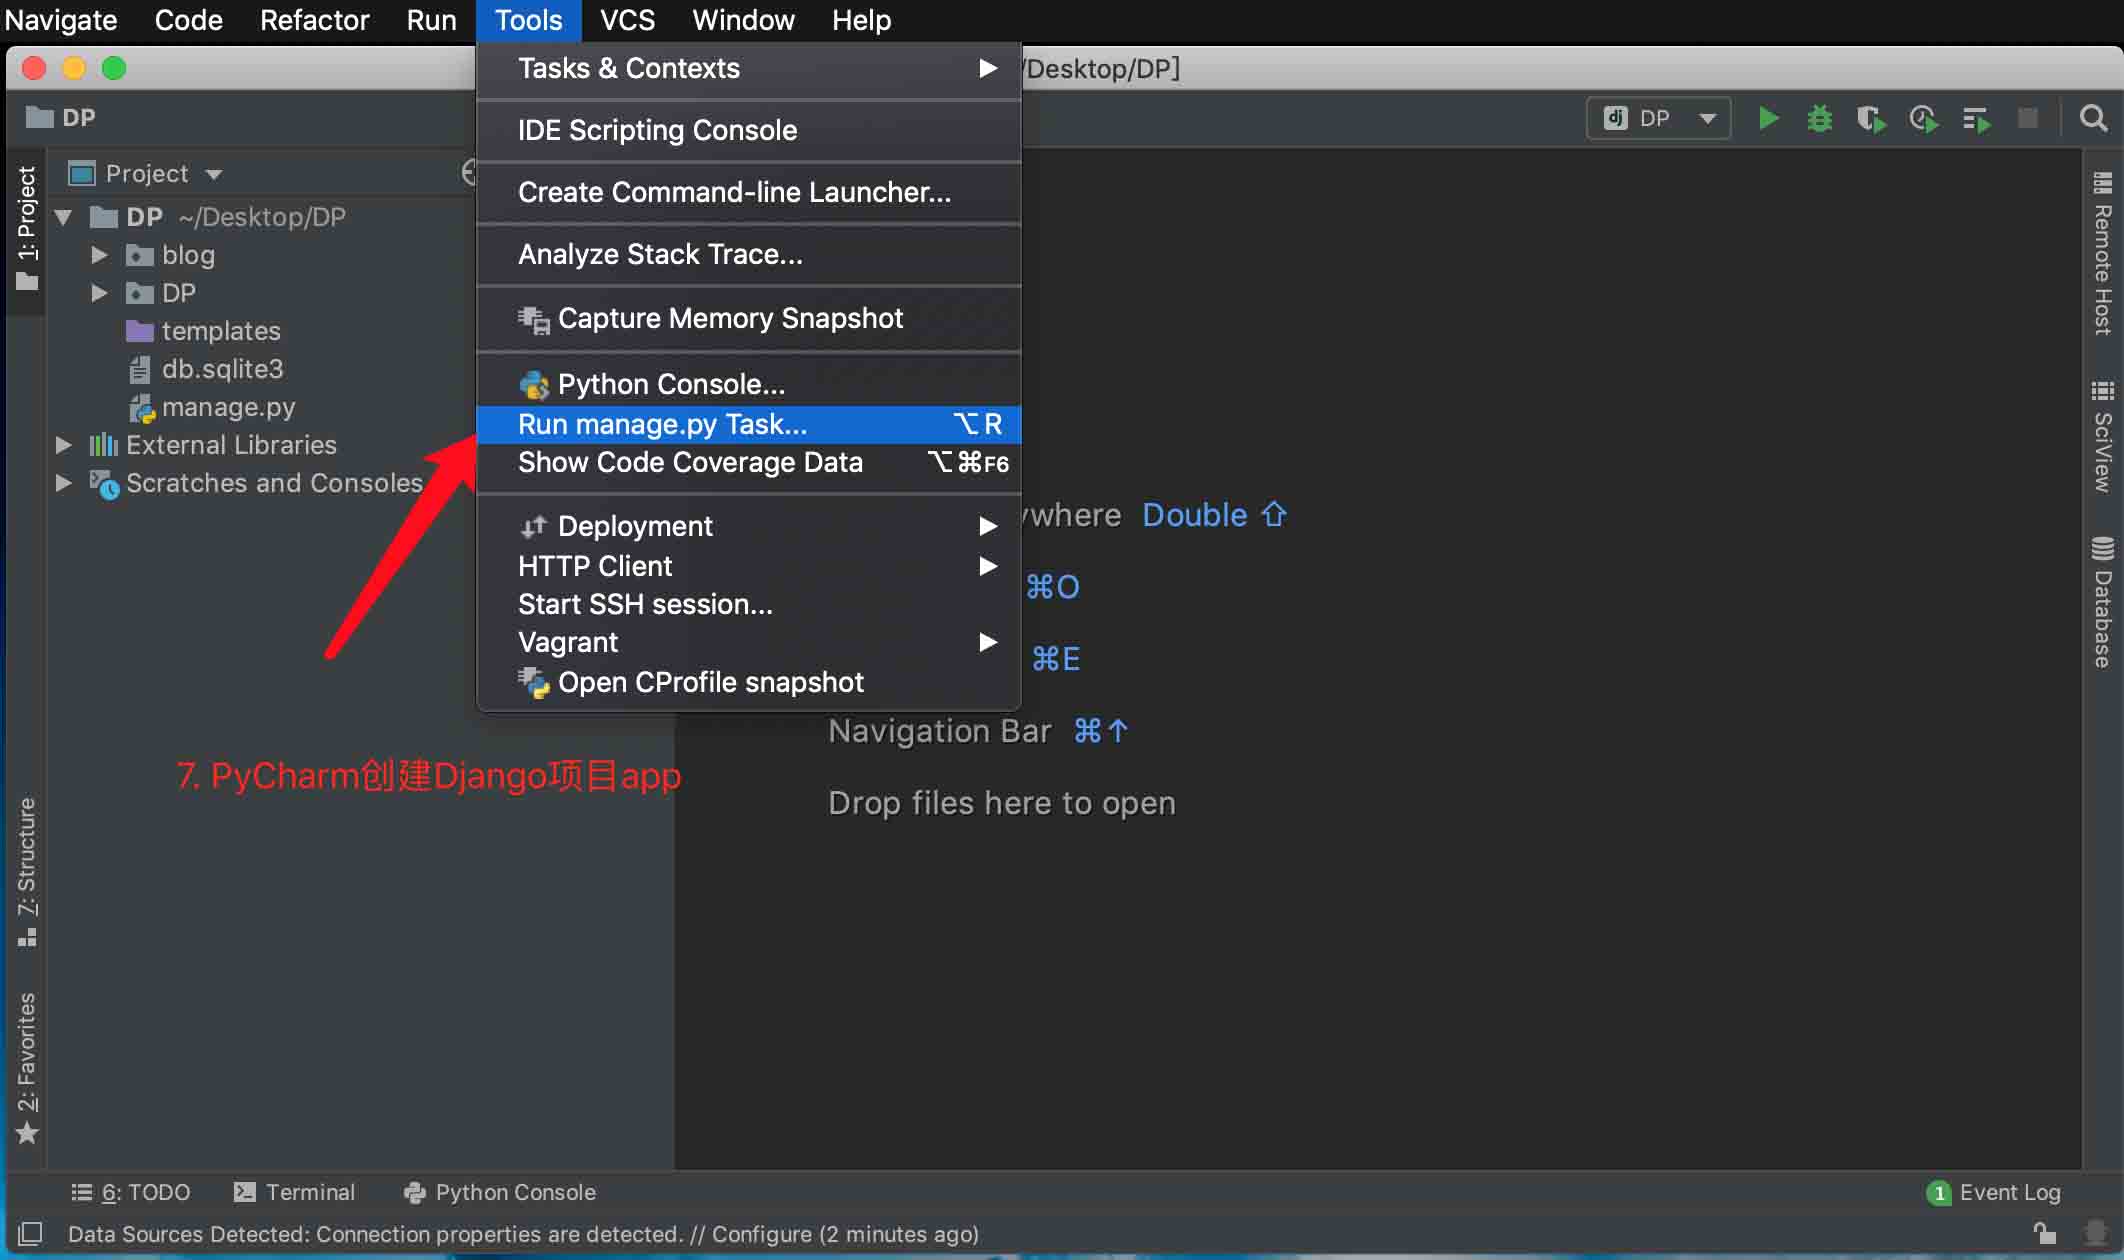 Navigate Code Refactor Run Tools VCS Window Help
/Desktop/DP]
DP
DP
Project
DP ~/Desktop/DP
blog
DP
templates
db.sqlite3
manage.py
External Libraries
Scratches and Consoles
Tasks & Contexts
IDE Scripting Console
Create Command-line Launcher...
Analyze Stack Trace...
Capture Memory Snapshot
Python Console...
Run manage.py Task... ⌥R
Show Code Coverage Data ⌥⌘F6
Deployment
HTTP Client
Start SSH session...
Vagrant
Open CProfile snapshot
ywhere Double ⇧
⌘O
⌘E
Navigation Bar ⌘↑
Drop files here to open
7. PyCharm创建Django项目app
1: Project
7: Structure
2: Favorites
Remote Host
SciView
Database
6: TODO Terminal Python Console
1 Event Log
Data Sources Detected: Connection properties are detected. // Configure (2 minutes ago)